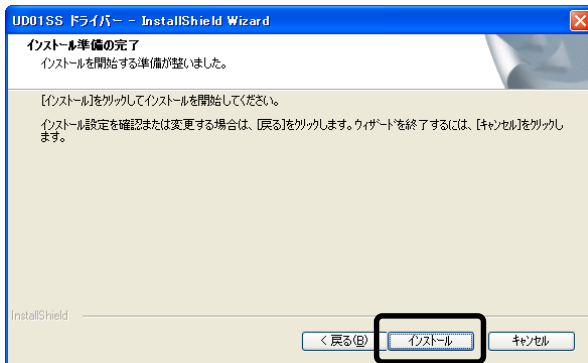 UD01SS ドライバー - InstallShield Wizard
インストール準備の完了
インストールを開始する準備が整いました。
[インストール]をクリックしてインストールを開始してください。
インストール設定を確認または変更する場合は、[戻る]をクリックします。ウィザードを終了するには、[キャンセル]をクリックし
ます。
InstallShield
< 戻る(B)
インストール
キャンセル